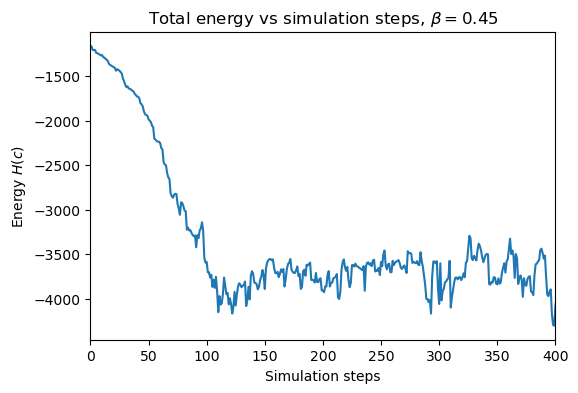 Total energy vs simulation steps, β = 0.45
Energy H(c)
−1500
−2000
−2500
−3000
−3500
−4000
0 50 100 150 200 250 300 350 400
Simulation steps